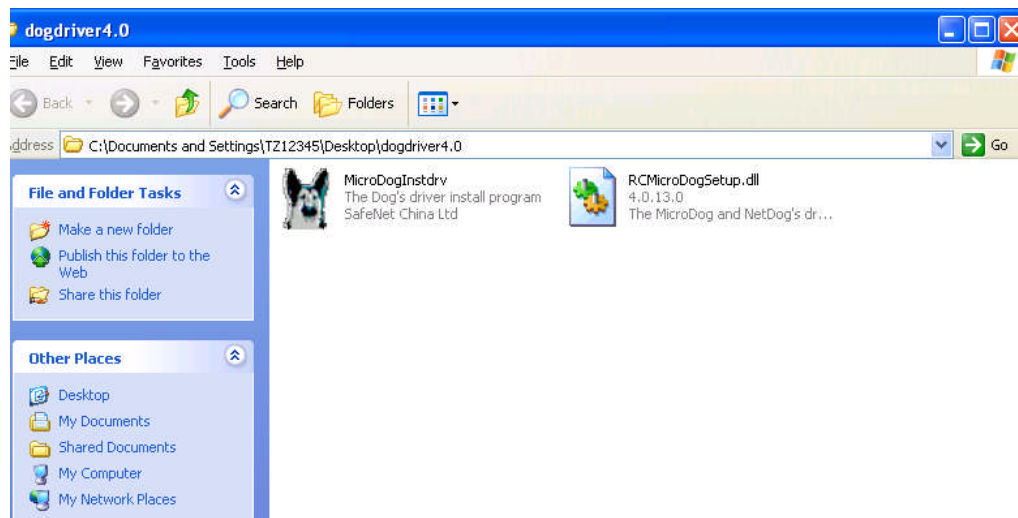 dogdriver4.0
File Edit View Favorites Tools Help
Back Search Folders
Address C:\Documents and Settings\TZ12345\Desktop\dogdriver4.0 Go
File and Folder Tasks
Make a new folder
Publish this folder to the
Web
Share this folder
Other Places
Desktop
My Documents
Shared Documents
My Computer
My Network Places
MicroDogInstdrv
The Dog's driver install program
SafeNet China Ltd
RCMicroDogSetup.dll
4.0.13.0
The MicroDog and NetDog's dr...